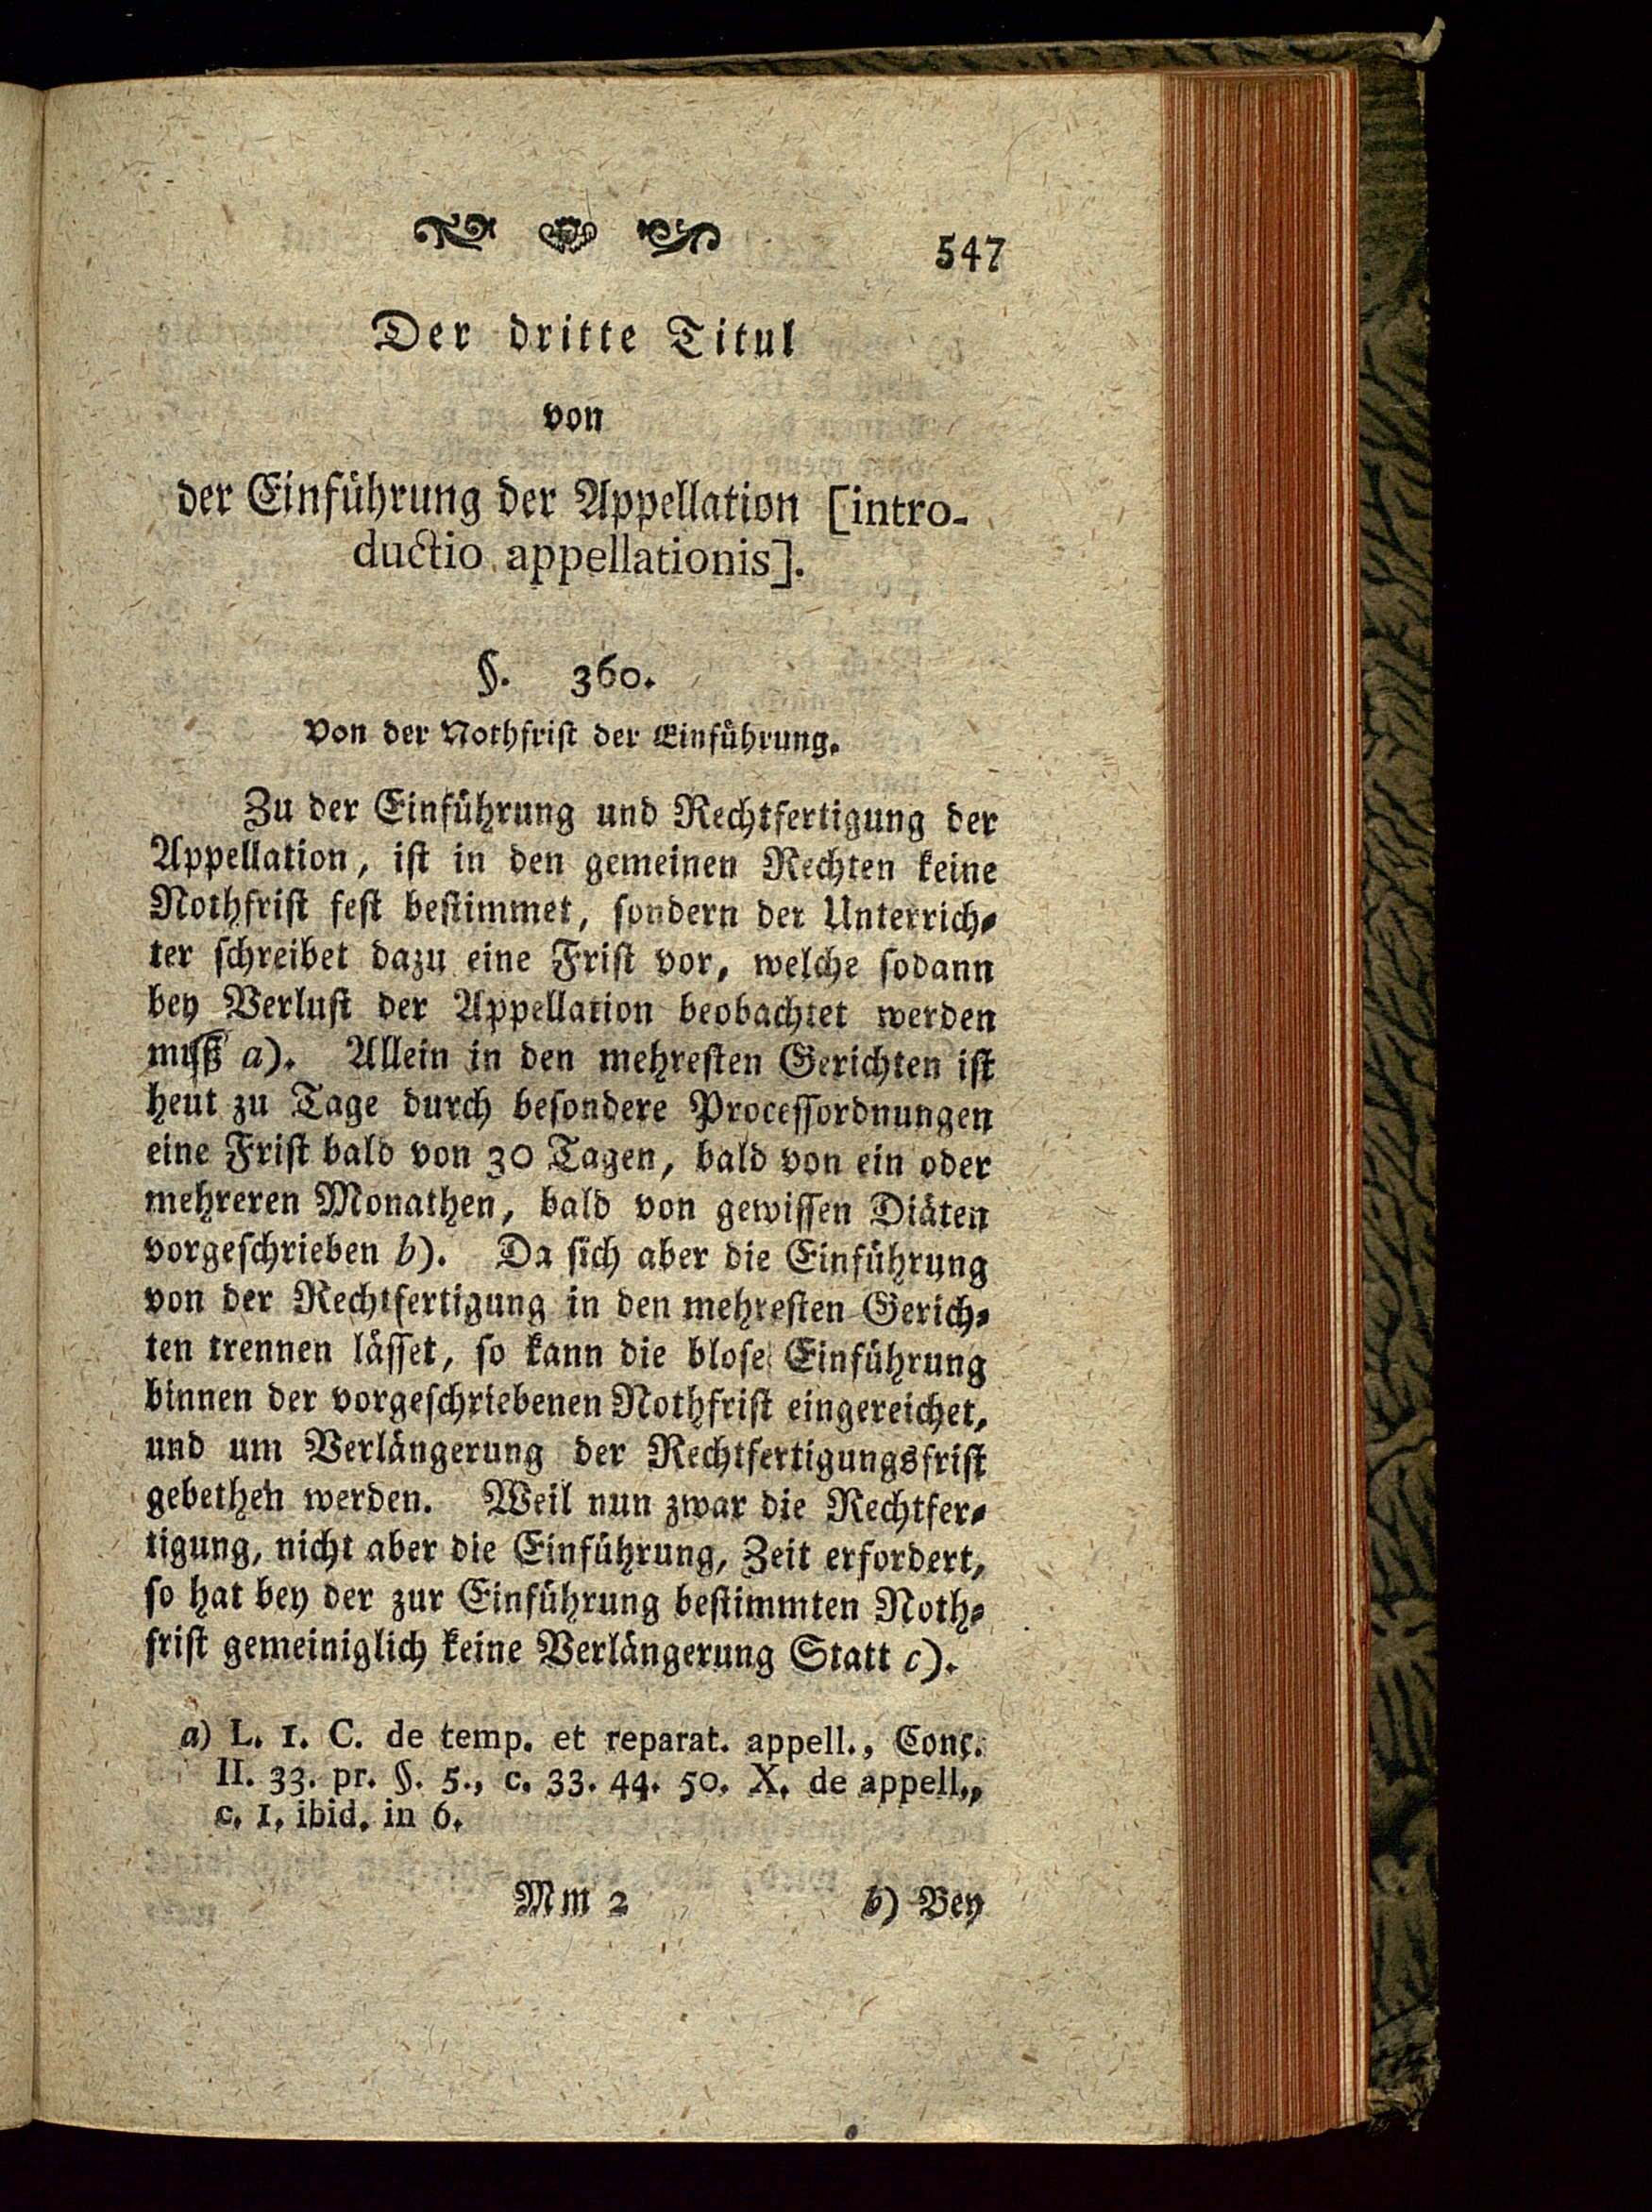 547
Der dritte Titul
von
der Einführung der Appellation [intro-
ductio appellationis].
§. 360.
Von der Nothfrist der Einführung.
Zu der Einführung und Rechtfertigung der
Appellation, ist in den gemeinen Rechten keine
Nothfrist fest bestimmet, sondern der Unterrich-
ter schreibet dazu eine Frist vor, welche sodann
bey Verlust der Appellation beobachtet werden
muß a). Allein in den mehresten Gerichten ist
heut zu Tage durch besondere Processordnungen
eine Frist bald von 30 Tagen, bald von ein oder
mehreren Monathen, bald von gewissen Diäten
vorgeschrieben b). Da sich aber die Einführung
von der Rechtfertigung in den mehresten Gerich-
ten trennen lässet, so kann die blose Einführung
binnen der vorgeschriebenen Nothfrist eingereichet,
und um Verlängerung der Rechtfertigungsfrist
gebethen werden. Weil nun zwar die Rechtfer-
tigung, nicht aber die Einführung, Zeit erfordert,
so hat bey der zur Einführung bestimmten Noth-
frist gemeiniglich keine Verlängerung Statt c).
a) L. 1. C. de temp. et reparat. appell., Conc.
II. 33. pr. §. 5., c. 33. 44. 50. X. de appell.,
c. 1, ibid. in 6.
Mm 2 b) Bey